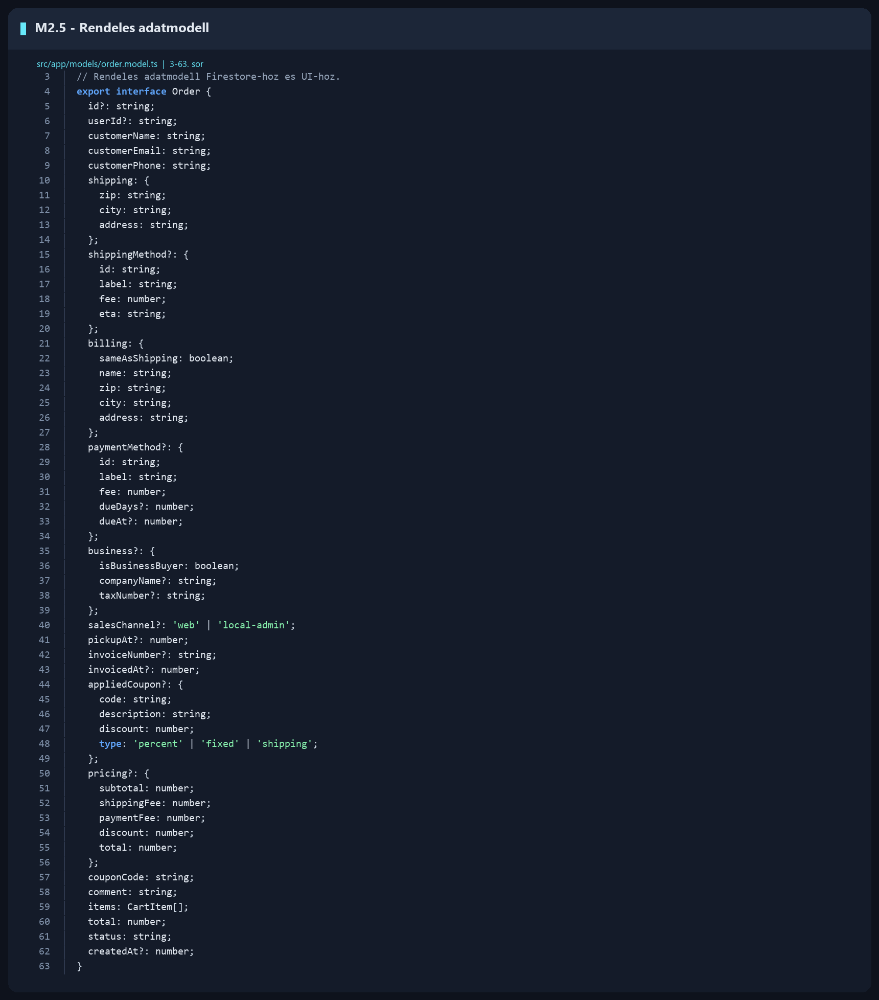 M2.5 - Rendeles adatmodell
src/app/models/order.model.ts | 3-63. sor
3 // Rendeles adatmodell Firestore-hoz es UI-hoz.
4 export interface Order {
5   id?: string;
6   userId?: string;
7   customerName: string;
8   customerEmail: string;
9   customerPhone: string;
10   shipping: {
11     zip: string;
12     city: string;
13     address: string;
14   };
15   shippingMethod?: {
16     id: string;
17     label: string;
18     fee: number;
19     eta: string;
20   };
21   billing: {
22     sameAsShipping: boolean;
23     name: string;
24     zip: string;
25     city: string;
26     address: string;
27   };
28   paymentMethod?: {
29     id: string;
30     label: string;
31     fee: number;
32     dueDays?: number;
33     dueAt?: number;
34   };
35   business?: {
36     isBusinessBuyer: boolean;
37     companyName?: string;
38     taxNumber?: string;
39   };
40   salesChannel?: 'web' | 'local-admin';
41   pickupAt?: number;
42   invoiceNumber?: string;
43   invoicedAt?: number;
44   appliedCoupon?: {
45     code: string;
46     description: string;
47     discount: number;
48     type: 'percent' | 'fixed' | 'shipping';
49   };
50   pricing?: {
51     subtotal: number;
52     shippingFee: number;
53     paymentFee: number;
54     discount: number;
55     total: number;
56   };
57   couponCode: string;
58   comment: string;
59   items: CartItem[];
60   total: number;
61   status: string;
62   createdAt?: number;
63 }